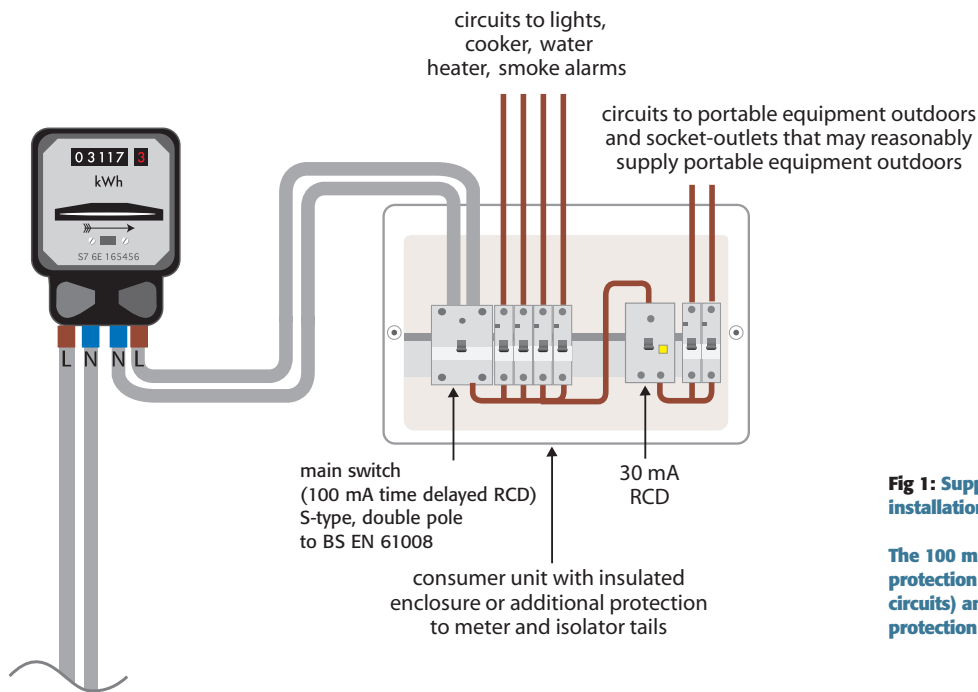 circuits to lights,
cooker, water
heater, smoke alarms
circuits to portable equipment outdoors
and socket-outlets that may reasonably
supply portable equipment outdoors
03117 3
kWh
S7 6E 165456
L N N L
main switch
(100 mA time delayed RCD)
S-type, double pole
to BS EN 61008
30 mA
RCD
consumer unit with insulated
enclosure or additional protection
to meter and isolator tails
Fig 1: Supp
installation
The 100 m
protection
circuits) an
protection